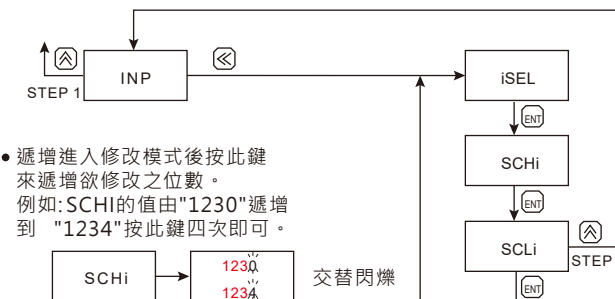 INP
STEP 1
iSEL
ENT
SCHi
ENT
SCLi
STEP
ENT
●遞增進入修改模式後按此鍵
來遞增欲修改之位數。
例如:SCHI的值由"1230"遞增
到 "1234"按此鍵四次即可。
SCHi
1230
1234
交替閃爍